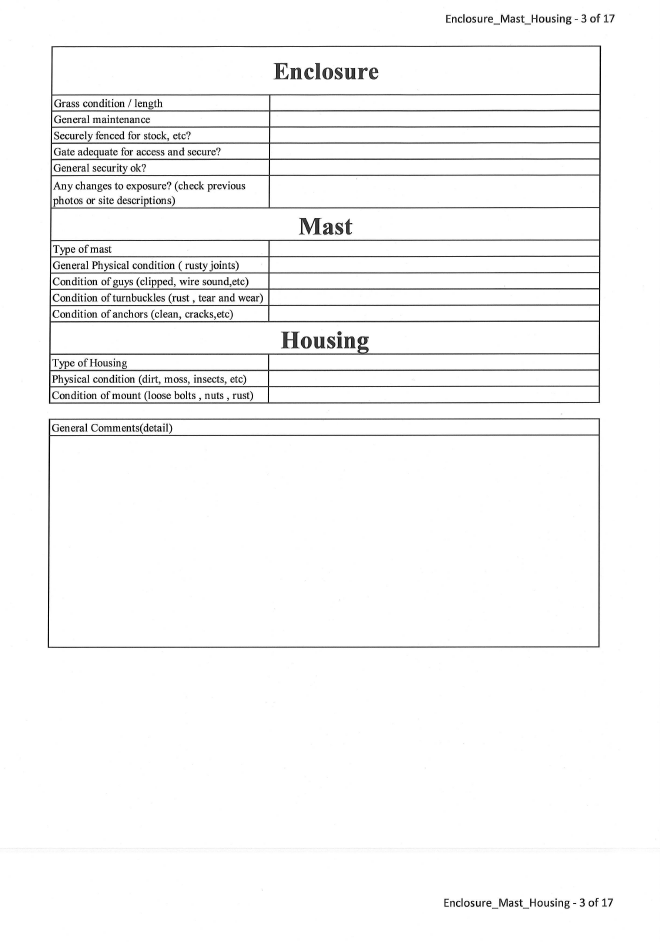 Enclosure_Mast_Housing - 3 of 17
Enclosure
Grass condition / length
General maintenance
Securely fenced for stock, etc?
Gate adequate for access and secure?
General security ok?
Any changes to exposure? (check previous
photos or site descriptions)
Mast
Type of mast
General Physical condition ( rusty joints)
Condition of guys (clipped, wire sound,etc)
Condition of turnbuckles (rust , tear and wear)
Condition of anchors (clean, cracks,etc)
Housing
Type of Housing
Physical condition (dirt, moss, insects, etc)
Condition of mount (loose bolts , nuts , rust)
General Comments(detail)
Enclosure_Mast_Housing - 3 of 17